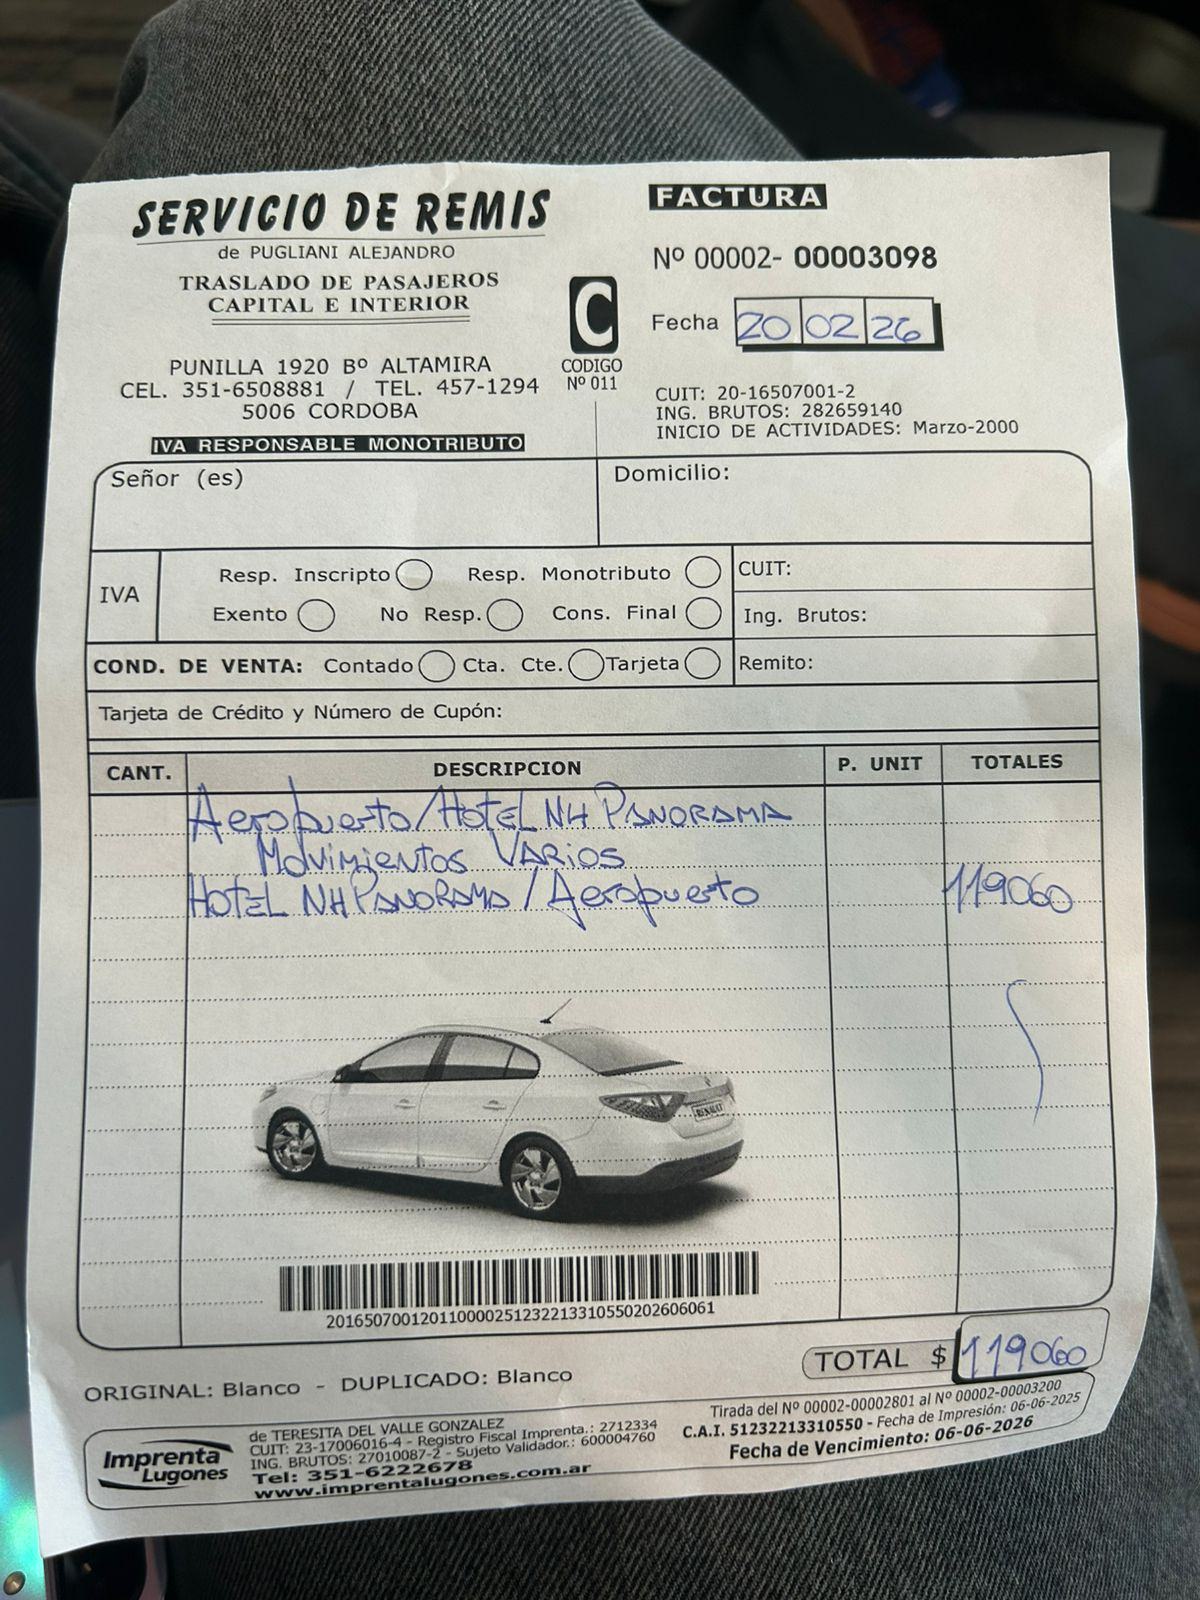 SERVICIO DE REMIS
de PUGLIANI ALEJANDRO
TRASLADO DE PASAJEROS
CAPITAL E INTERIOR
PUNILLA 1920 Bº ALTAMIRA
CEL. 351-6508881 / TEL. 457-1294
5006 CORDOBA
IVA RESPONSABLE MONOTRIBUTO
C
CODIGO
Nº 011
FACTURA
Nº 00002- 00003098
Fecha 20 02 26
CUIT: 20-16507001-2
ING. BRUTOS: 282659140
INICIO DE ACTIVIDADES: Marzo-2000
Señor (es)
Domicilio:
IVA
Resp. Inscripto Resp. Monotributo
Exento No Resp. Cons. Final
CUIT:
Ing. Brutos:
COND. DE VENTA: Contado Cta. Cte. Tarjeta
Remito:
Tarjeta de Crédito y Número de Cupón:
CANT. DESCRIPCION P. UNIT TOTALES
Aeropuerto/HOTEL NH PANORAMA
Movimientos VARIOS
HOTEL NH PANORAMA / Aeropuerto 119060
RENAULT
20165070012011000025123221331055020260​6061
TOTAL $ 119060
ORIGINAL: Blanco - DUPLICADO: Blanco
Imprenta
Lugones
de TERESITA DEL VALLE GONZALEZ
CUIT: 23-17006016-4 - Registro Fiscal Imprenta.: 2712334
ING. BRUTOS: 27010087-2 - Sujeto Validador.: 600004760
Tel: 351-6222678
www.imprentalugones.com.ar
Tirada del Nº 00002-00002801 al Nº 00002-00003200
C.A.I. 51232213310550 - Fecha de Impresión: 06-06-2025
Fecha de Vencimiento: 06-06-2026